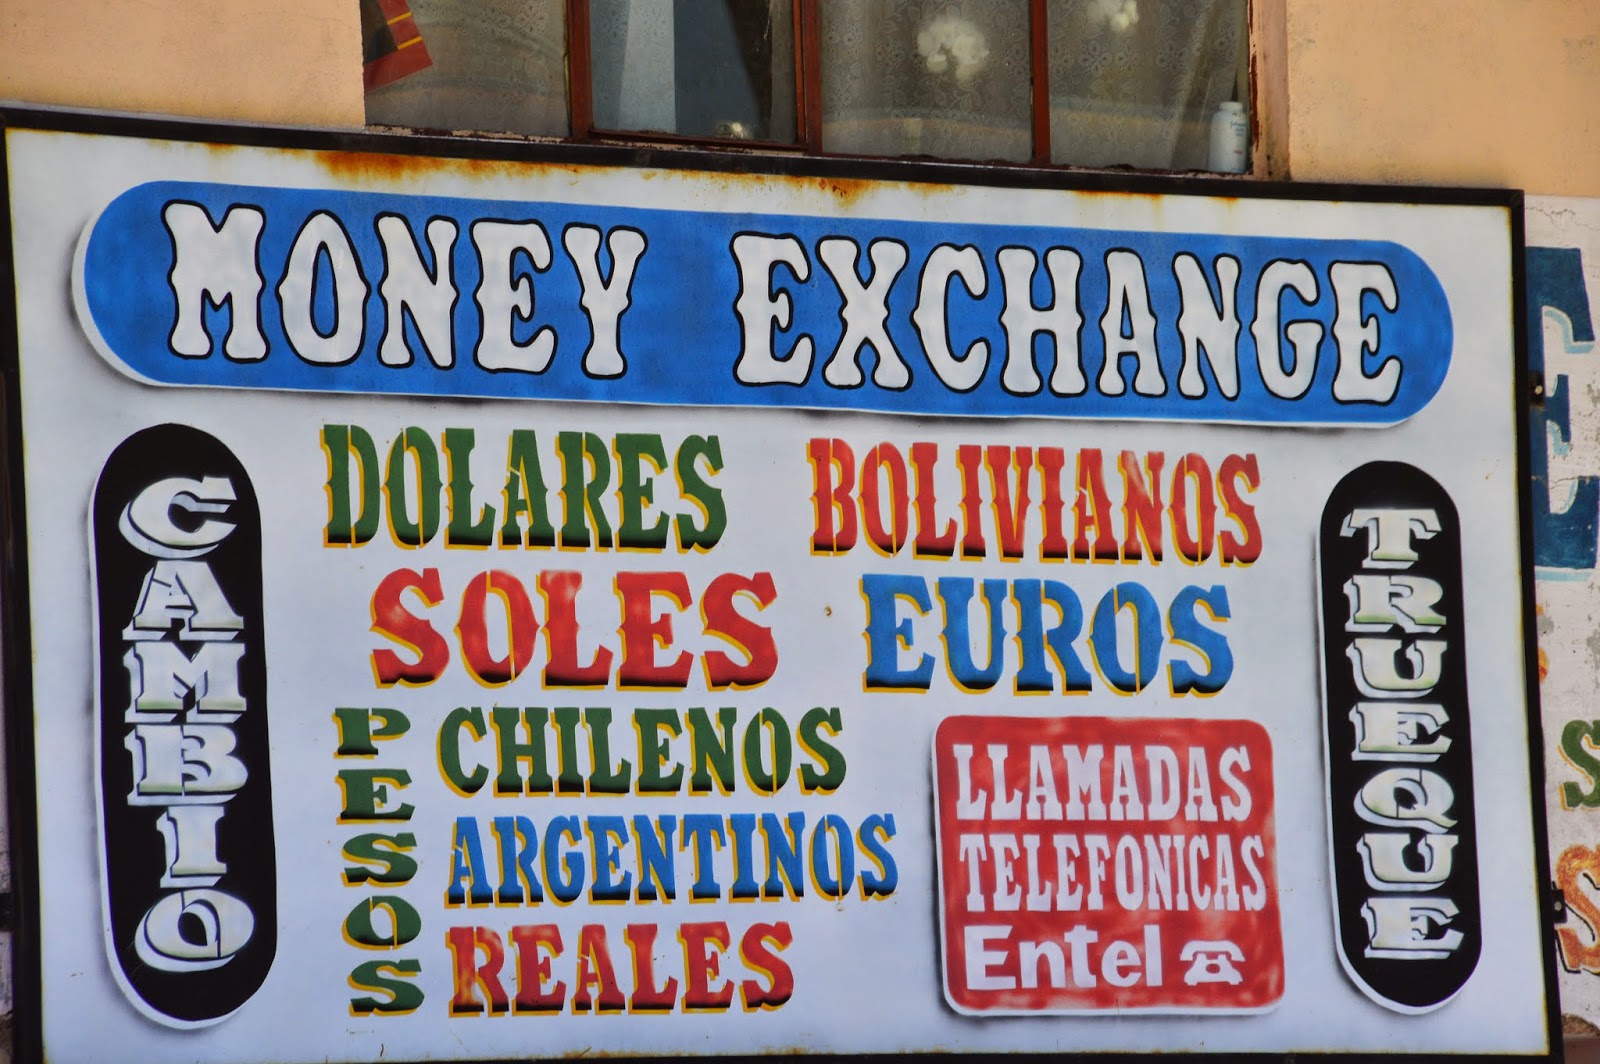 MONEY EXCHANGE
CAMBIO
DOLARES BOLIVIANOS
SOLES EUROS
PESOS
CHILENOS
ARGENTINOS
REALES
LLAMADAS
TELEFONICAS
Entel
TRUEQUE